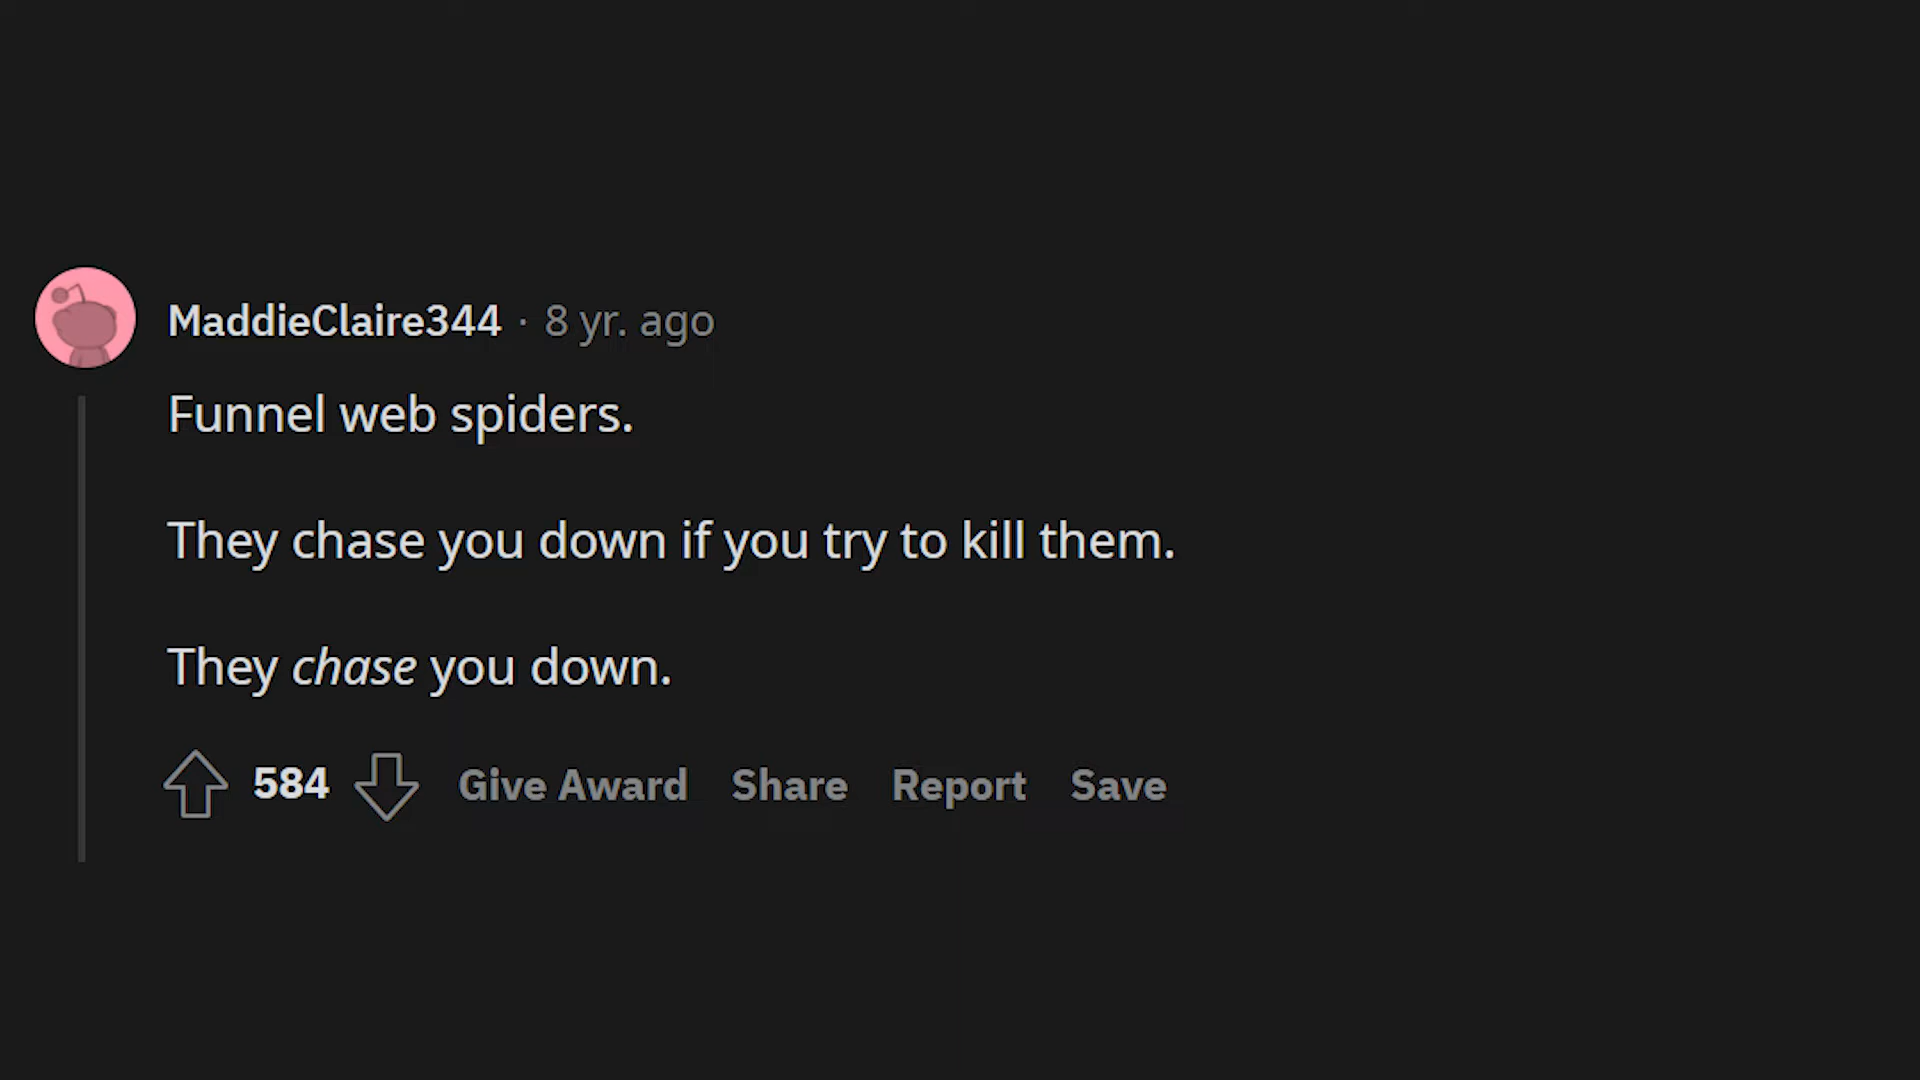 MaddieClaire344 · 8 yr. ago
Funnel web spiders.
They chase you down if you try to kill them.
They chase you down.
584 Give Award Share Report Save